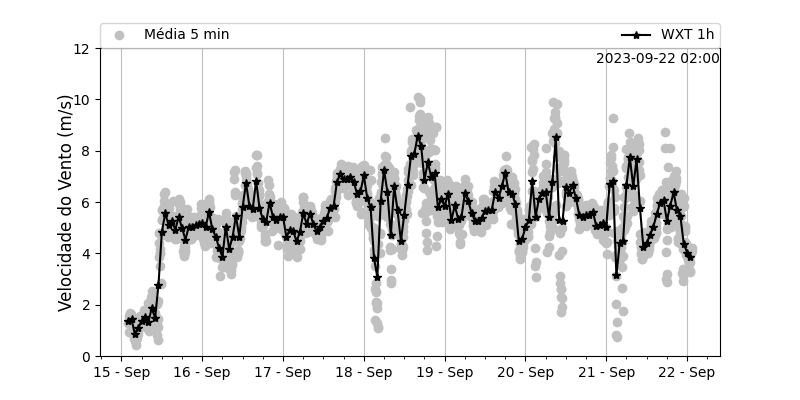 Média 5 min
WXT 1h
2023-09-22 02:00
Velocidade do Vento (m/s)
12
10
8
6
4
2
0
15 - Sep
16 - Sep
17 - Sep
18 - Sep
19 - Sep
20 - Sep
21 - Sep
22 - Sep